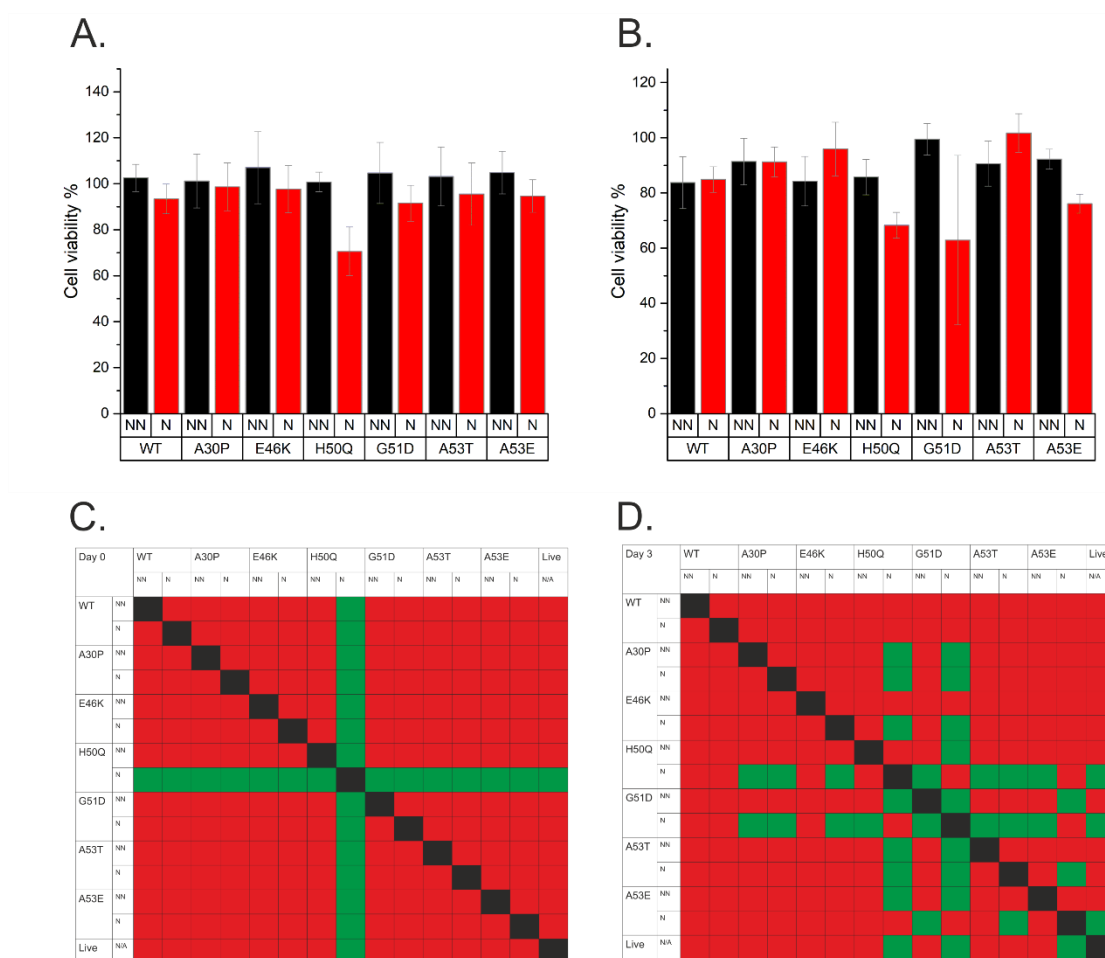 A.
140
120
100
80
60
40
20
0
Cell viability %
NN N NN N NN N NN N NN N NN N NN N
WT A30P E46K H50Q G51D A53T A53E
B.
120
100
80
60
40
20
0
Cell viability %
NN N NN N NN N NN N NN N NN N NN N
WT A30P E46K H50Q G51D A53T A53E
C.
Day 0 WT A30P E46K H50Q G51D A53T A53E Live
NN N NN N NN N NN N NN N NN N NN N N/A
WT NN
N
A30P NN
N
E46K NN
N
H50Q NN
N
G51D NN
N
A53T NN
N
A53E NN
N
Live N/A
D.
Day 3 WT A30P E46K H50Q G51D A53T A53E Live
NN N NN N NN N NN N NN N NN N NN N N/A
WT NN
N
A30P NN
N
E46K NN
N
H50Q NN
N
G51D NN
N
A53T NN
N
A53E NN
N
Live N/A